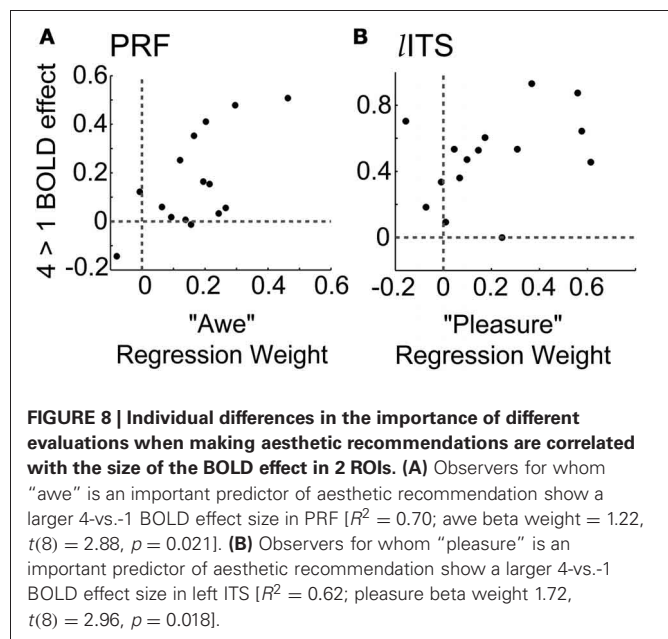 A PRF
B lITS
4 > 1 BOLD effect
0.6
0.4
0.2
0
-0.2
0 0.2 0.4 0.6
"Awe"
Regression Weight
0.8
0.4
0
-0.2 0 0.2 0.4 0.6
"Pleasure"
Regression Weight
FIGURE 8 | Individual differences in the importance of different
evaluations when making aesthetic recommendations are correlated
with the size of the BOLD effect in 2 ROIs. (A) Observers for whom
“awe” is an important predictor of aesthetic recommendation show a
larger 4-vs.-1 BOLD effect size in PRF [R² = 0.70; awe beta weight = 1.22,
t(8) = 2.88, p = 0.021]. (B) Observers for whom “pleasure” is an
important predictor of aesthetic recommendation show a larger 4-vs.-1
BOLD effect size in left ITS [R² = 0.62; pleasure beta weight 1.72,
t(8) = 2.96, p = 0.018].